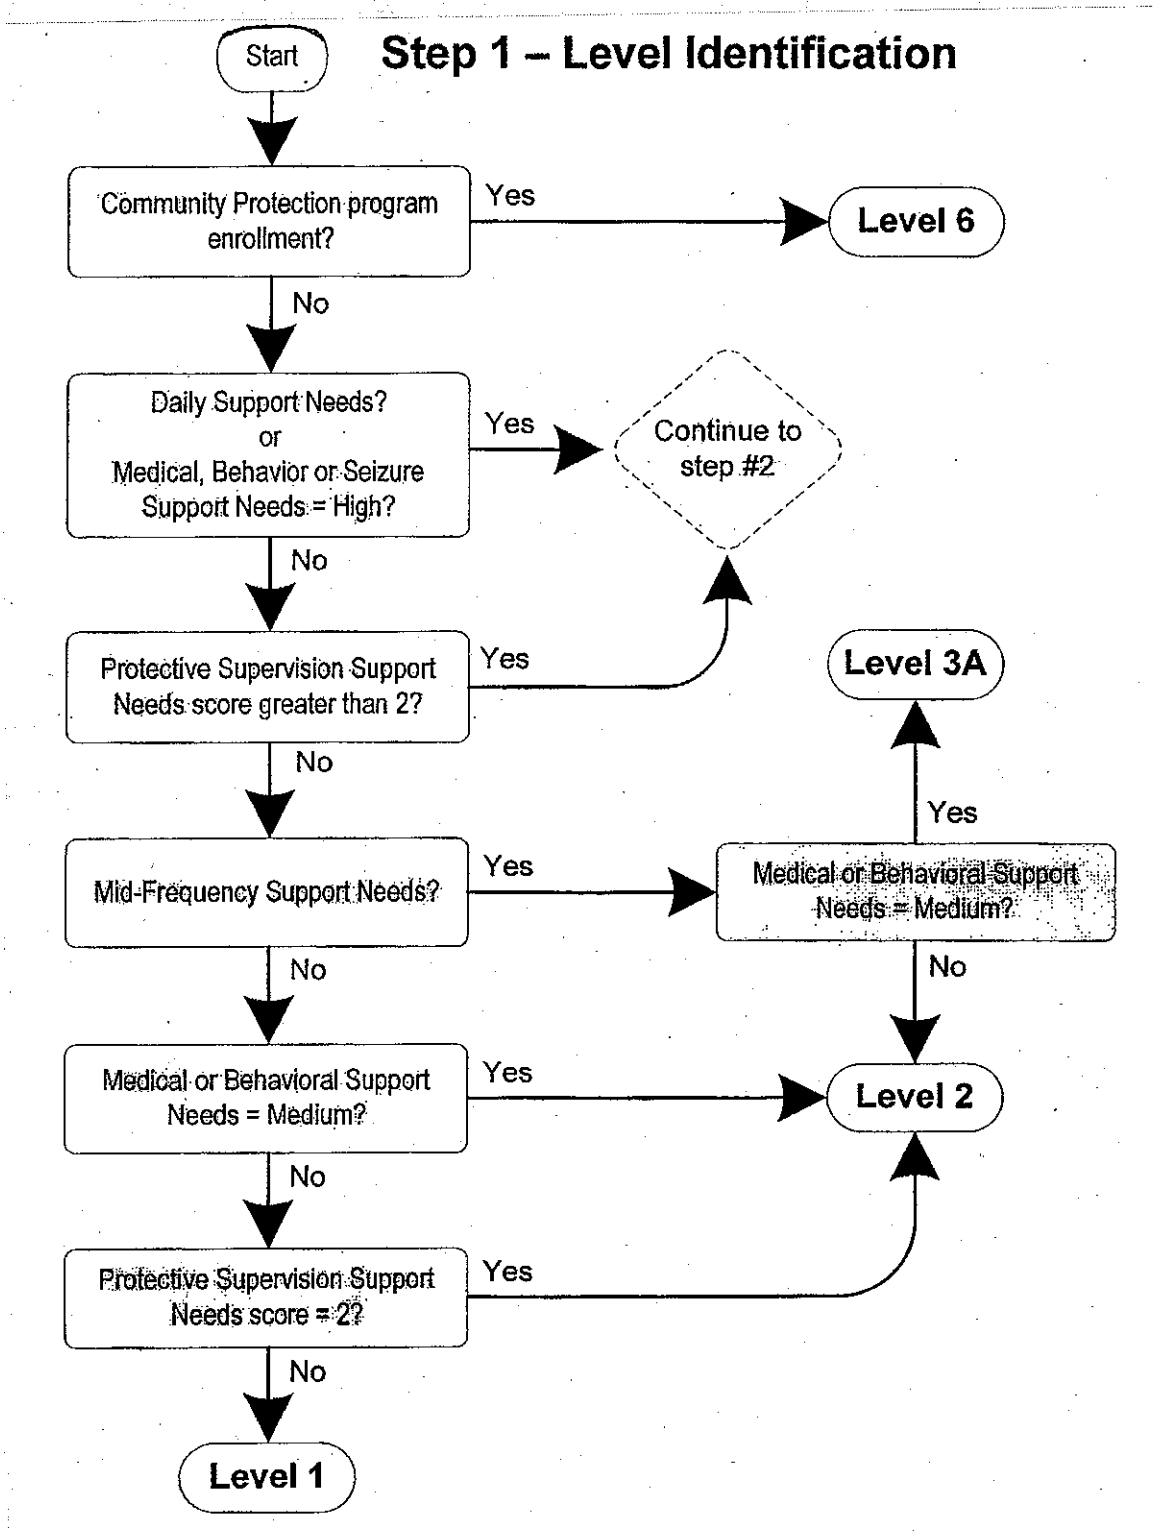 Start
Step 1 – Level Identification
Community Protection program
enrollment?
Yes
Level 6
No
Daily Support Needs?
or
Medical, Behavior or Seizure
Support Needs = High?
Yes
Continue to
step #2
No
Protective Supervision Support
Needs score greater than 2?
Yes
Level 3A
No
Yes
Mid-Frequency Support Needs?
Yes
Medical or Behavioral Support
Needs = Medium?
No
No
Medical or Behavioral Support
Needs = Medium?
Yes
Level 2
No
Protective Supervision Support
Needs score = 2?
Yes
No
Level 1